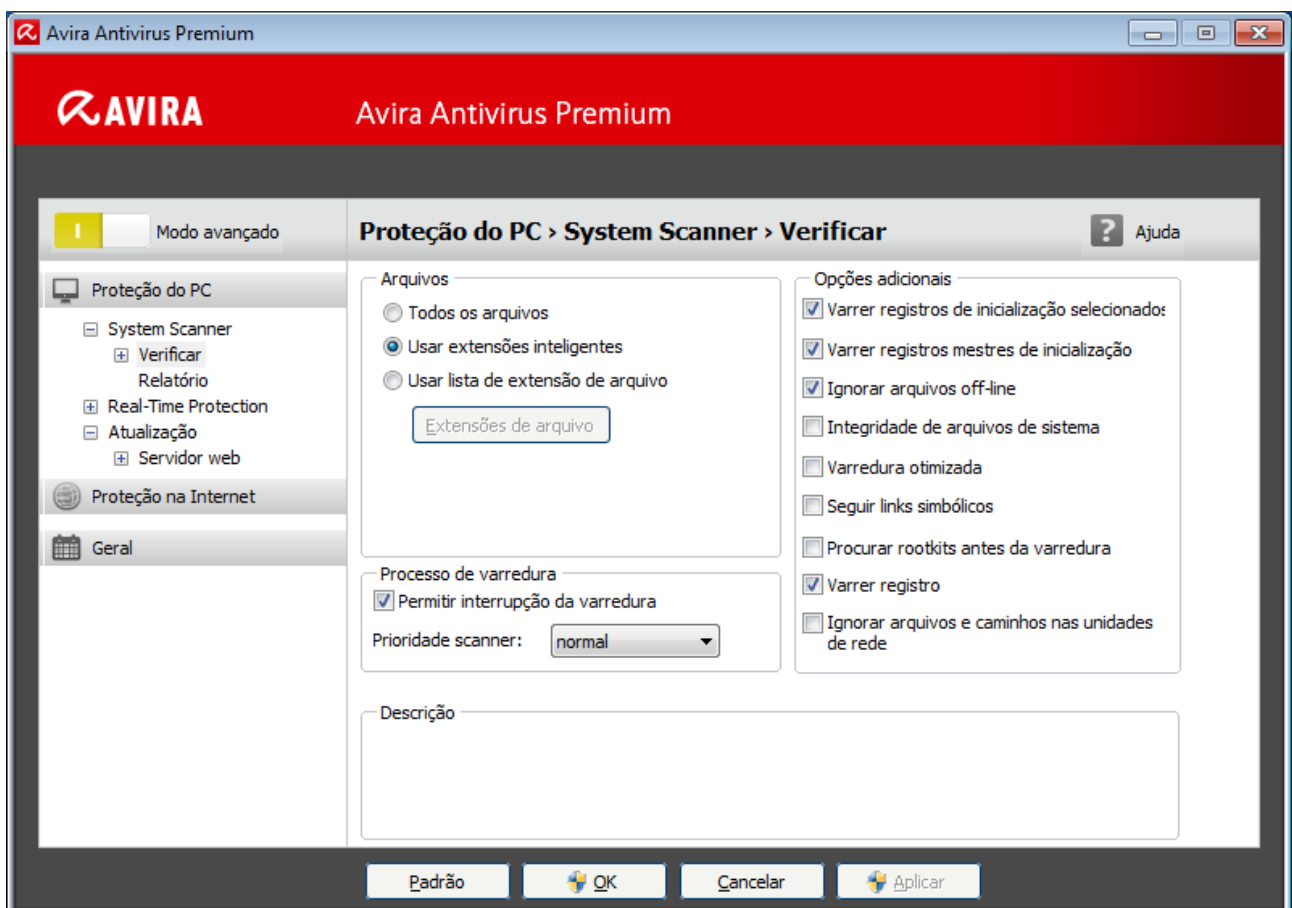 Avira Antivirus Premium
AVIRA
Avira Antivirus Premium
Modo avançado
Proteção do PC › System Scanner › Verificar
? Ajuda
Proteção do PC
System Scanner
Verificar
Relatório
Real-Time Protection
Atualização
Servidor web
Proteção na Internet
Geral
Arquivos
Todos os arquivos
Usar extensões inteligentes
Usar lista de extensão de arquivo
Extensões de arquivo
Processo de varredura
Permitir interrupção da varredura
Prioridade scanner: normal
Opções adicionais
Varrer registros de inicialização selecionados
Varrer registros mestres de inicialização
Ignorar arquivos off-line
Integridade de arquivos de sistema
Varredura otimizada
Seguir links simbólicos
Procurar rootkits antes da varredura
Varrer registro
Ignorar arquivos e caminhos nas unidades
de rede
Descrição
Padrão
OK
Cancelar
Aplicar